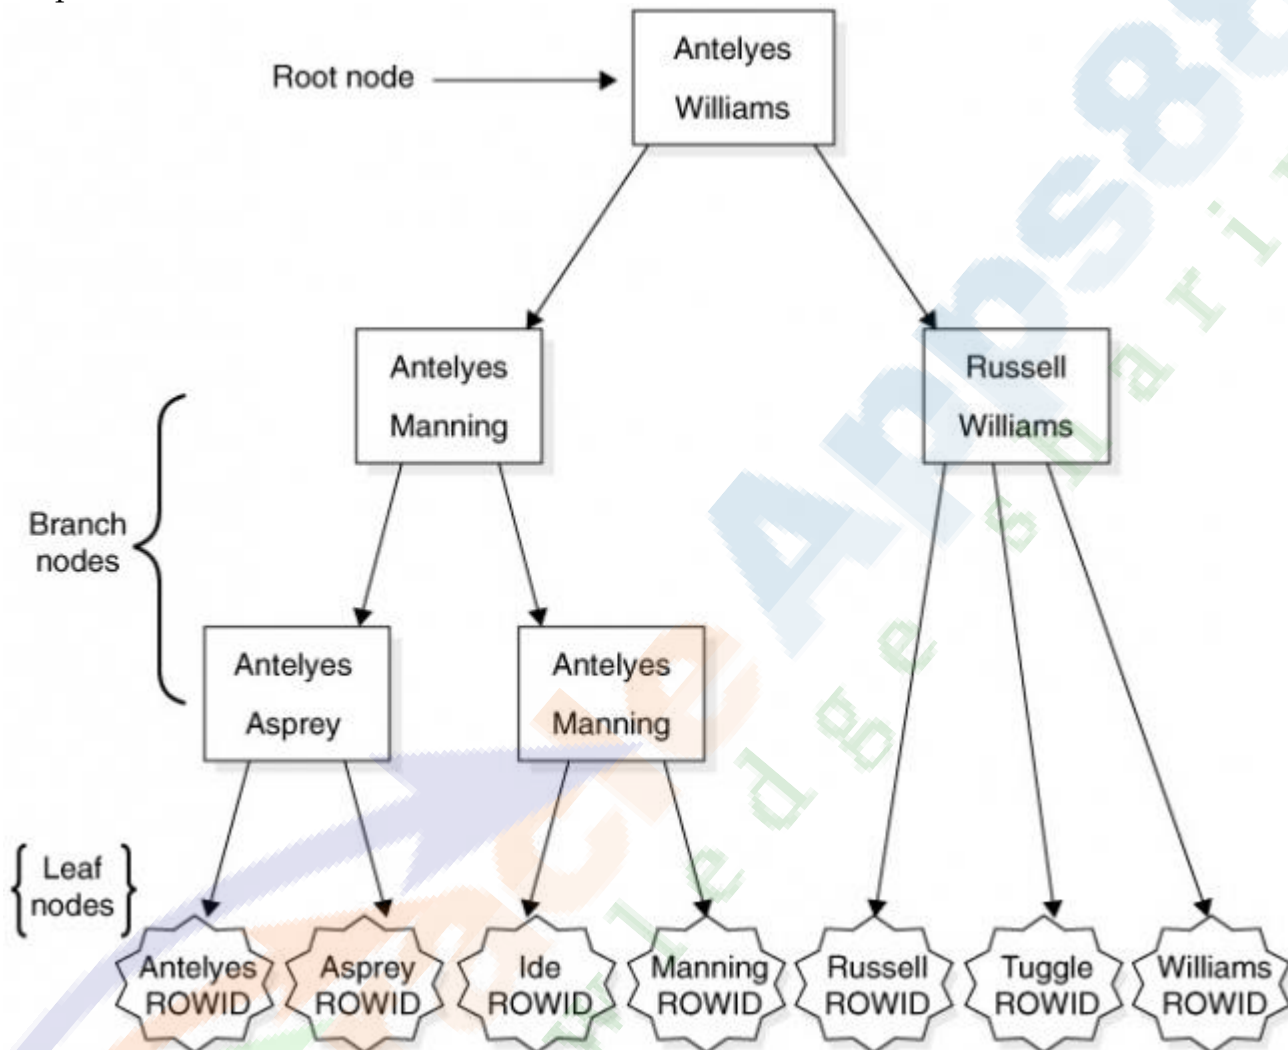 Antelyes
Williams
Root node
Antelyes
Manning
Russell
Williams
Branch
nodes
Antelyes
Asprey
Antelyes
Manning
Leaf
nodes
Antelyes
ROWID
Asprey
ROWID
Ide
ROWID
Manning
ROWID
Russell
ROWID
Tuggle
ROWID
Williams
ROWID